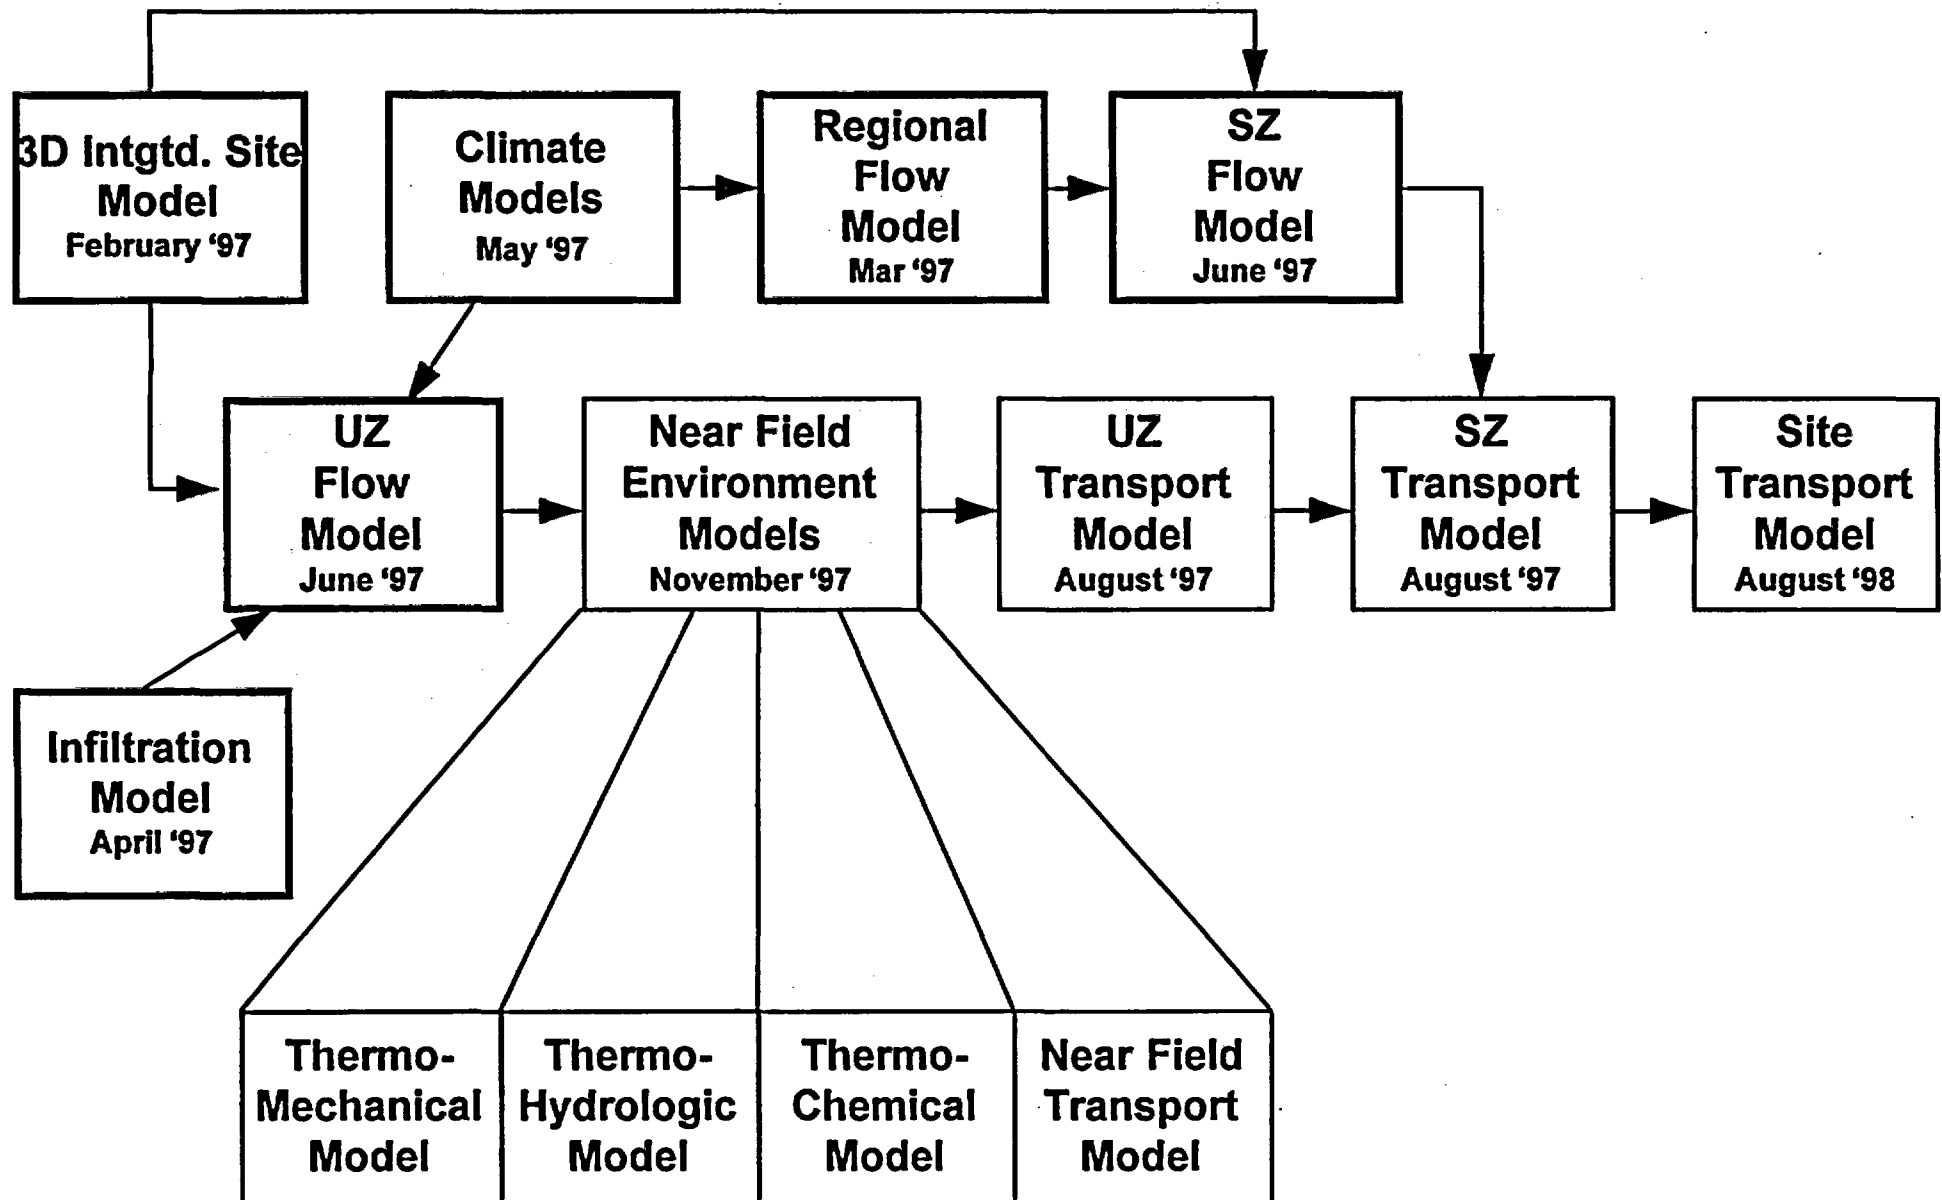 3D Intgtd. Site
Model
February ‘97
Climate
Models
May ‘97
Regional
Flow
Model
Mar ‘97
SZ
Flow
Model
June ‘97
UZ
Flow
Model
June ‘97
Near Field
Environment
Models
November ‘97
UZ
Transport
Model
August ‘97
SZ
Transport
Model
August ‘97
Site
Transport
Model
August ‘98
Infiltration
Model
April ‘97
Thermo-
Mechanical
Model
Thermo-
Hydrologic
Model
Thermo-
Chemical
Model
Near Field
Transport
Model